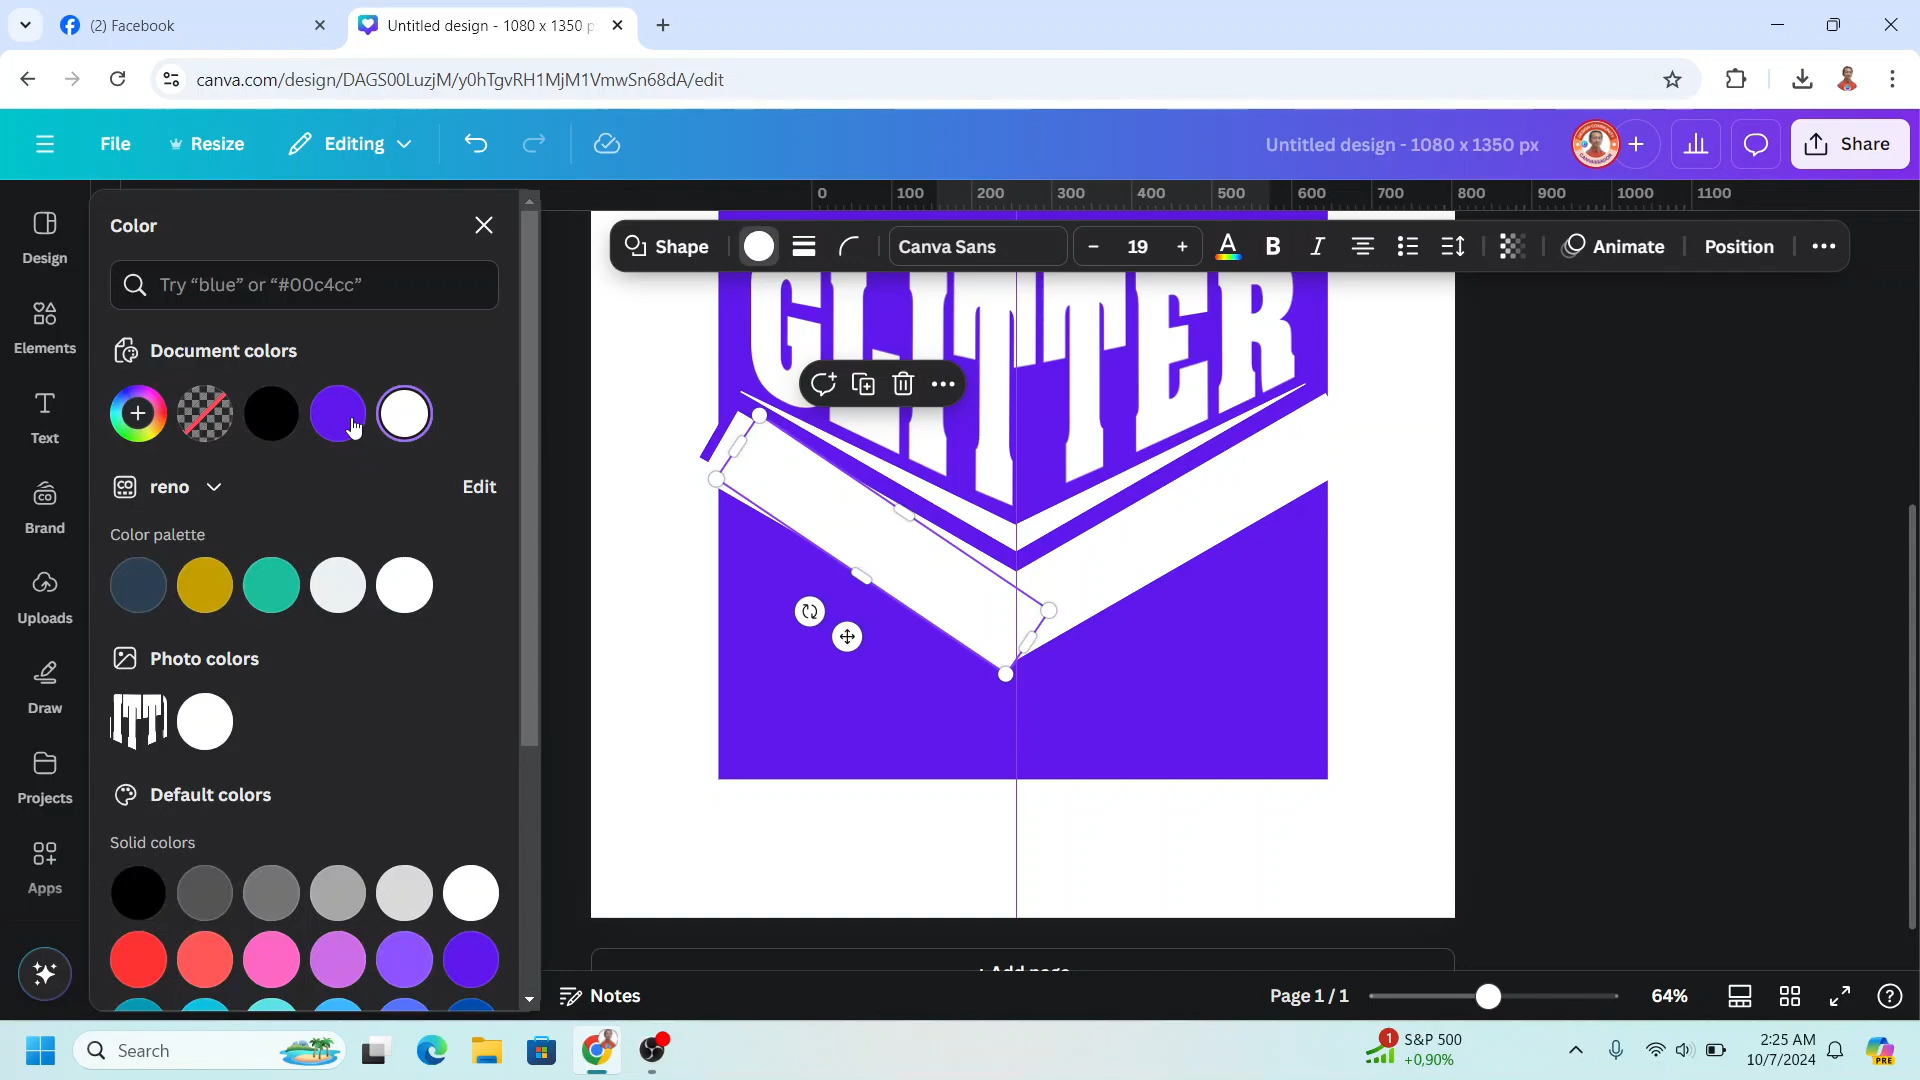 (2) Facebook
Untitled design - 1080 x 1350 p
canva.com/design/DAGS00LuzjM/y0hTgvRH1MjM1VmwSn68dA/edit
File
Resize
Editing
Untitled design - 1080 x 1350 px
Share
0 100 200 300 400 500 600 700 800 900 1000 1100
Design
Elements
Text
Brand
Uploads
Draw
Projects
Apps
Color
Try “blue” or “#00c4cc”
Document colors
reno
Edit
Color palette
Photo colors
Default colors
Solid colors
Shape
Canva Sans
– 19 +
A
B
I
Animate
Position
GLITTER
+ Add page
Notes
Page 1 / 1
64%
Search
1
S&P 500
+0,90%
2:25 AM
10/7/2024
PRE